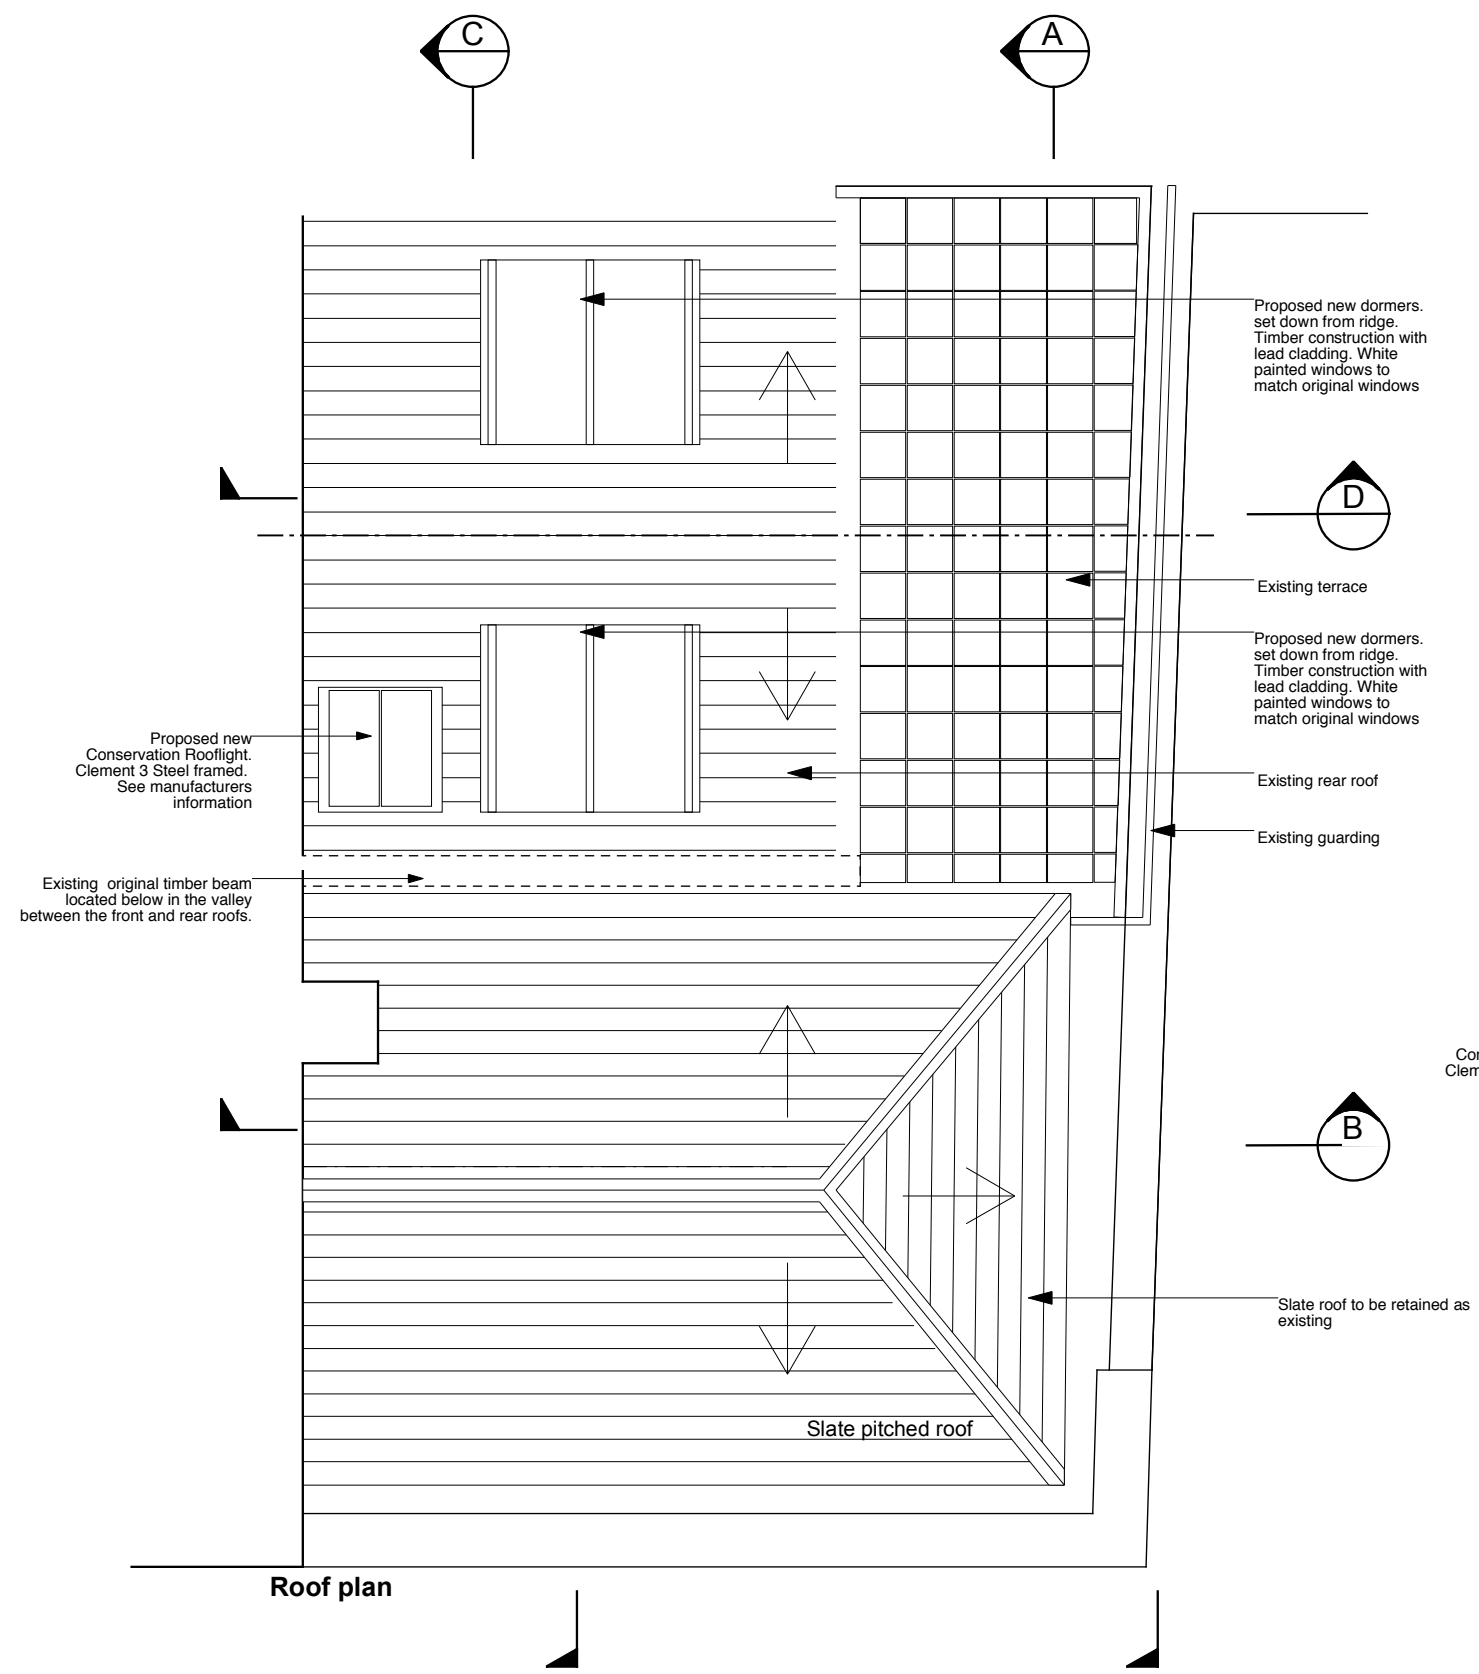 C
A
Proposed new dormers.
set down from ridge.
Timber construction with
lead cladding. White
painted windows to
match original windows
D
Existing terrace
Proposed new dormers.
set down from ridge.
Timber construction with
lead cladding. White
painted windows to
match original windows
Proposed new
Conservation Rooflight.
Clement 3 Steel framed.
See manufacturers
information
Existing rear roof
Existing guarding
Existing original timber beam
located below in the valley
between the front and rear roofs.
Clem
B
Slate roof to be retained as
existing
Slate pitched roof
Roof plan